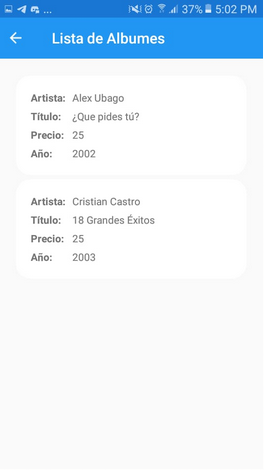 ... 37% 5:02 PM
Lista de Albumes
Artista: Alex Ubago
Título: ¿Que pides tú?
Precio: 25
Año: 2002
Artista: Cristian Castro
Título: 18 Grandes Éxitos
Precio: 25
Año: 2003